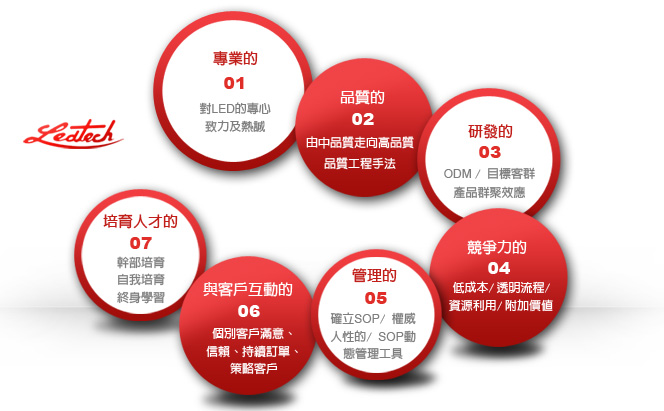 Ledtech
專業的
01
對LED的專心
致力及熱誠
品質的
02
由中品質走向高品質
品質工程手法
研發的
03
ODM / 目標客群
產品群聚效應
競爭力的
04
低成本/ 透明流程/
資源利用/ 附加價值
管理的
05
確立SOP/ 權威
人性的/ SOP動
態管理工具
與客戶互動的
06
個別客戶滿意、
信賴、持續訂單、
策略客戶
培育人才的
07
幹部培育
自我培育
終身學習